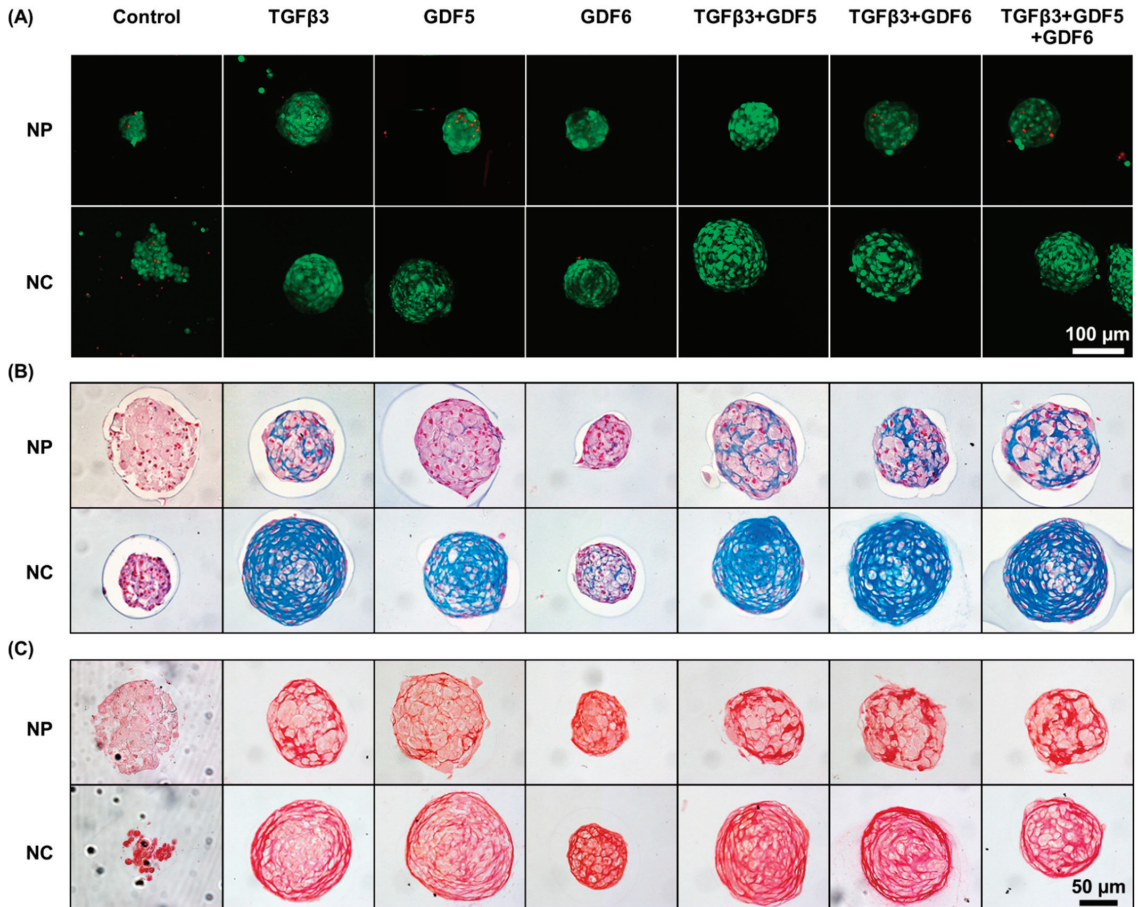 (A) Control TGFβ3 GDF5 GDF6 TGFβ3+GDF5 TGFβ3+GDF6 TGFβ3+GDF5
+GDF6
NP
NC
100 µm
(B)
NP
NC
(C)
NP
NC
50 µm